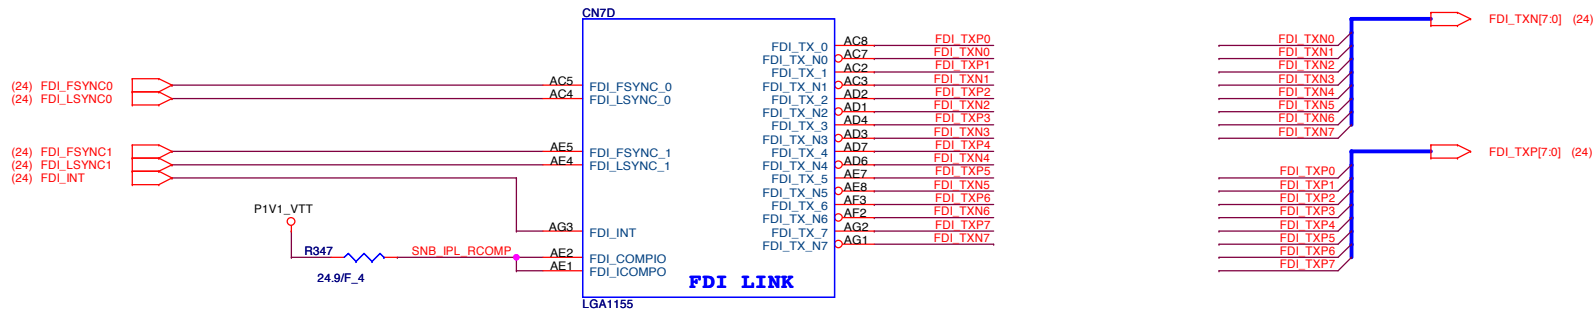 CN7D
FDI_TXN[7:0] (24)
FDI_TX_0 AC8 FDI_TXP0
FDI_TX_N0 AC7 FDI_TXN0
FDI_TX_1 AC2 FDI_TXP1
FDI_TX_N1 AC3 FDI_TXN1
FDI_TX_2 AD2 FDI_TXP2
FDI_TX_N2 AD1 FDI_TXN2
FDI_TX_3 AD4 FDI_TXP3
FDI_TX_N3 AD3 FDI_TXN3
FDI_TX_4 AD7 FDI_TXP4
FDI_TX_N4 AD6 FDI_TXN4
FDI_TX_5 AE7 FDI_TXP5
FDI_TX_N5 AE8 FDI_TXN5
FDI_TX_6 AF3 FDI_TXP6
FDI_TX_N6 AF2 FDI_TXN6
FDI_TX_7 AG2 FDI_TXP7
FDI_TX_N7 AG1 FDI_TXN7
(24) FDI_FSYNC0 AC5 FDI_FSYNC_0
(24) FDI_LSYNC0 AC4 FDI_LSYNC_0
(24) FDI_FSYNC1 AE5 FDI_FSYNC_1
(24) FDI_LSYNC1 AE4 FDI_LSYNC_1
(24) FDI_INT
AG3 FDI_INT
P1V1_VTT
R347 SNB_IPL_RCOMP AE2 FDI_COMPIO
AE1 FDI_ICOMPO
24.9/F_4
FDI LINK
LGA1155
FDI_TXN0
FDI_TXN1
FDI_TXN2
FDI_TXN3
FDI_TXN4
FDI_TXN5
FDI_TXN6
FDI_TXN7
FDI_TXP[7:0] (24)
FDI_TXP0
FDI_TXP1
FDI_TXP2
FDI_TXP3
FDI_TXP4
FDI_TXP5
FDI_TXP6
FDI_TXP7